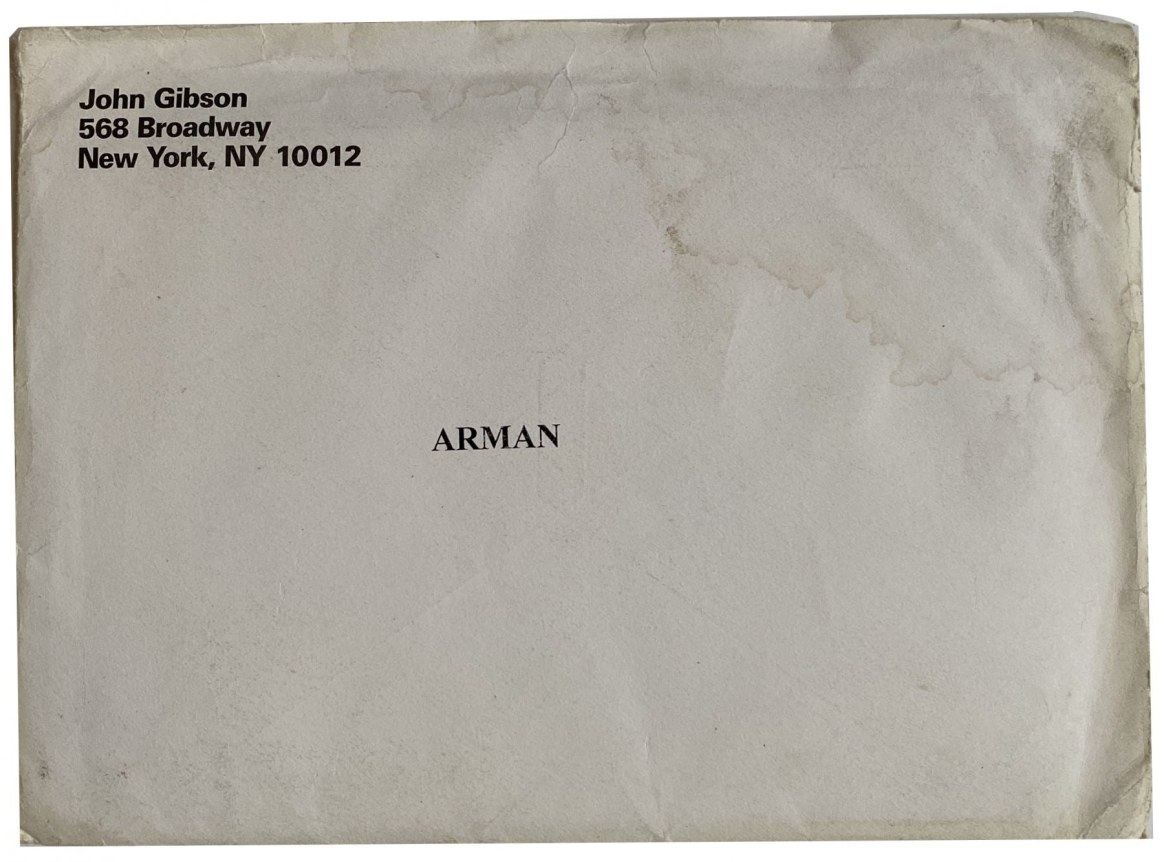 John Gibson
568 Broadway
New York, NY 10012
ARMAN